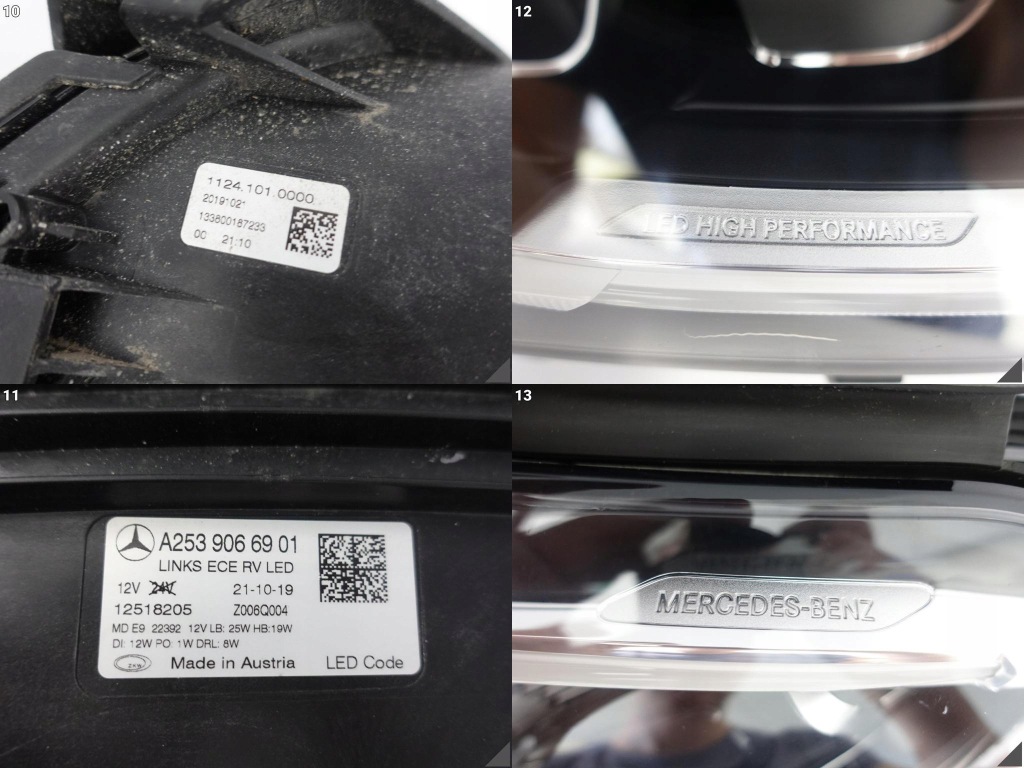 10
1124.101.0000
20191021
133800187233
00 21:10
12
LED HIGH PERFORMANCE
11
A253 906 69 01
LINKS ECE RV LED
12V 24V 21-10-19
12518205 Z006Q004
MD E9 22392 12V LB: 25W HB:19W
DI: 12W PO: 1W DRL: 8W
ZKW Made in Austria LED Code
13
MERCEDES-BENZ